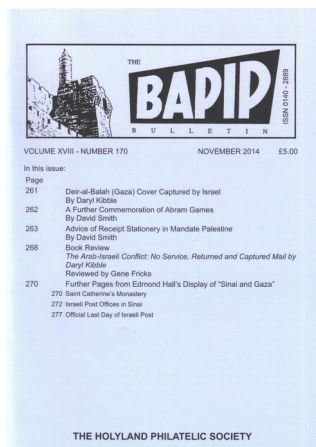 THE
BAPIP
BULLETIN
ISSN 0140 - 2889
VOLUME XVIII - NUMBER 170 NOVEMBER 2014 £5.00
In this issue:
Page
261 Deir-al-Balah (Gaza) Cover Captured by Israel
By Daryl Kibble
262 A Further Commemoration of Abram Games
By David Smith
263 Advice of Receipt Stationery in Mandate Palestine
By David Smith
268 Book Review
The Arab-Israeli Conflict: No Service, Returned and Captured Mail by
Daryl Kibble
Reviewed by Gene Fricks
270 Further Pages from Edmond Hall's Display of "Sinai and Gaza"
270 Saint Catherine's Monastery
272 Israeli Post Offices in Sinai
277 Official Last Day of Israeli Post
THE HOLYLAND PHILATELIC SOCIETY